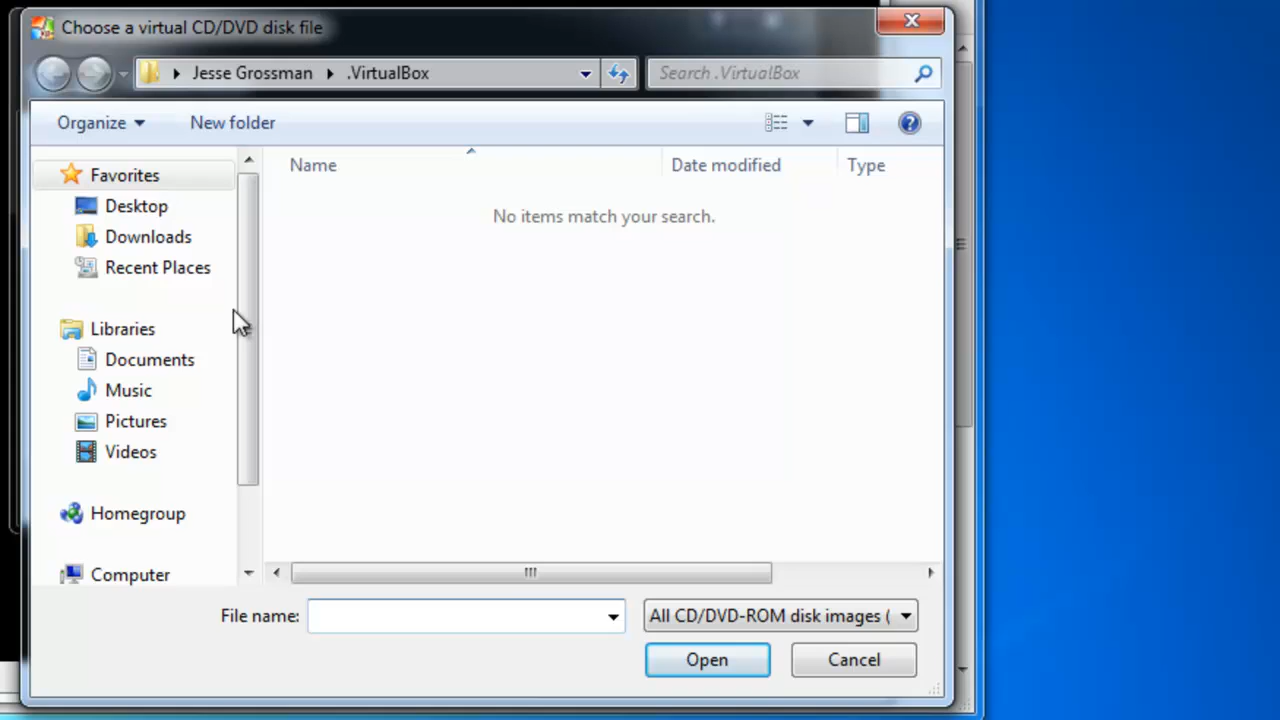 Choose a virtual CD/DVD disk file
Jesse Grossman .VirtualBox
Search .VirtualBox
Organize New folder
Name Date modified Type
No items match your search.
Favorites
Desktop
Downloads
Recent Places
Libraries
Documents
Music
Pictures
Videos
Homegroup
Computer
File name: All CD/DVD-ROM disk images (
Open Cancel